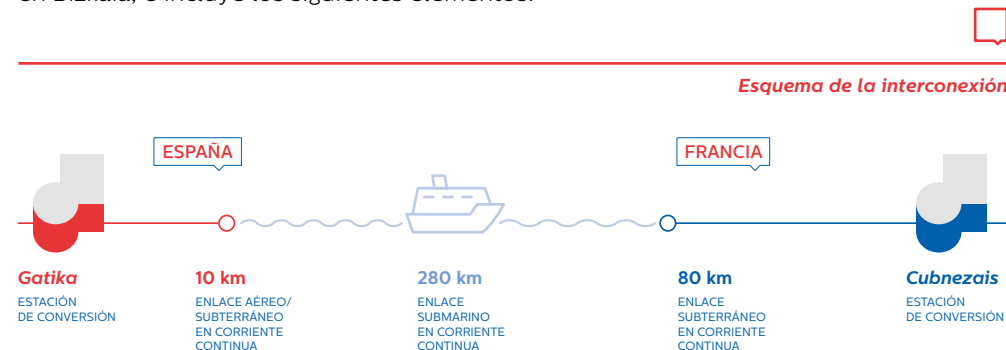 en Bizkaia, e incluye los siguientes elementos:
Esquema de la interconexión
ESPAÑA
FRANCIA
Gatika
ESTACIÓN
DE CONVERSIÓN
10 km
ENLACE AÉREO/
SUBTERRÁNEO
EN CORRIENTE
CONTINUA
280 km
ENLACE
SUBMARINO
EN CORRIENTE
CONTINUA
80 km
ENLACE
SUBTERRÁNEO
EN CORRIENTE
CONTINUA
Cubnezais
ESTACIÓN
DE CONVERSIÓN